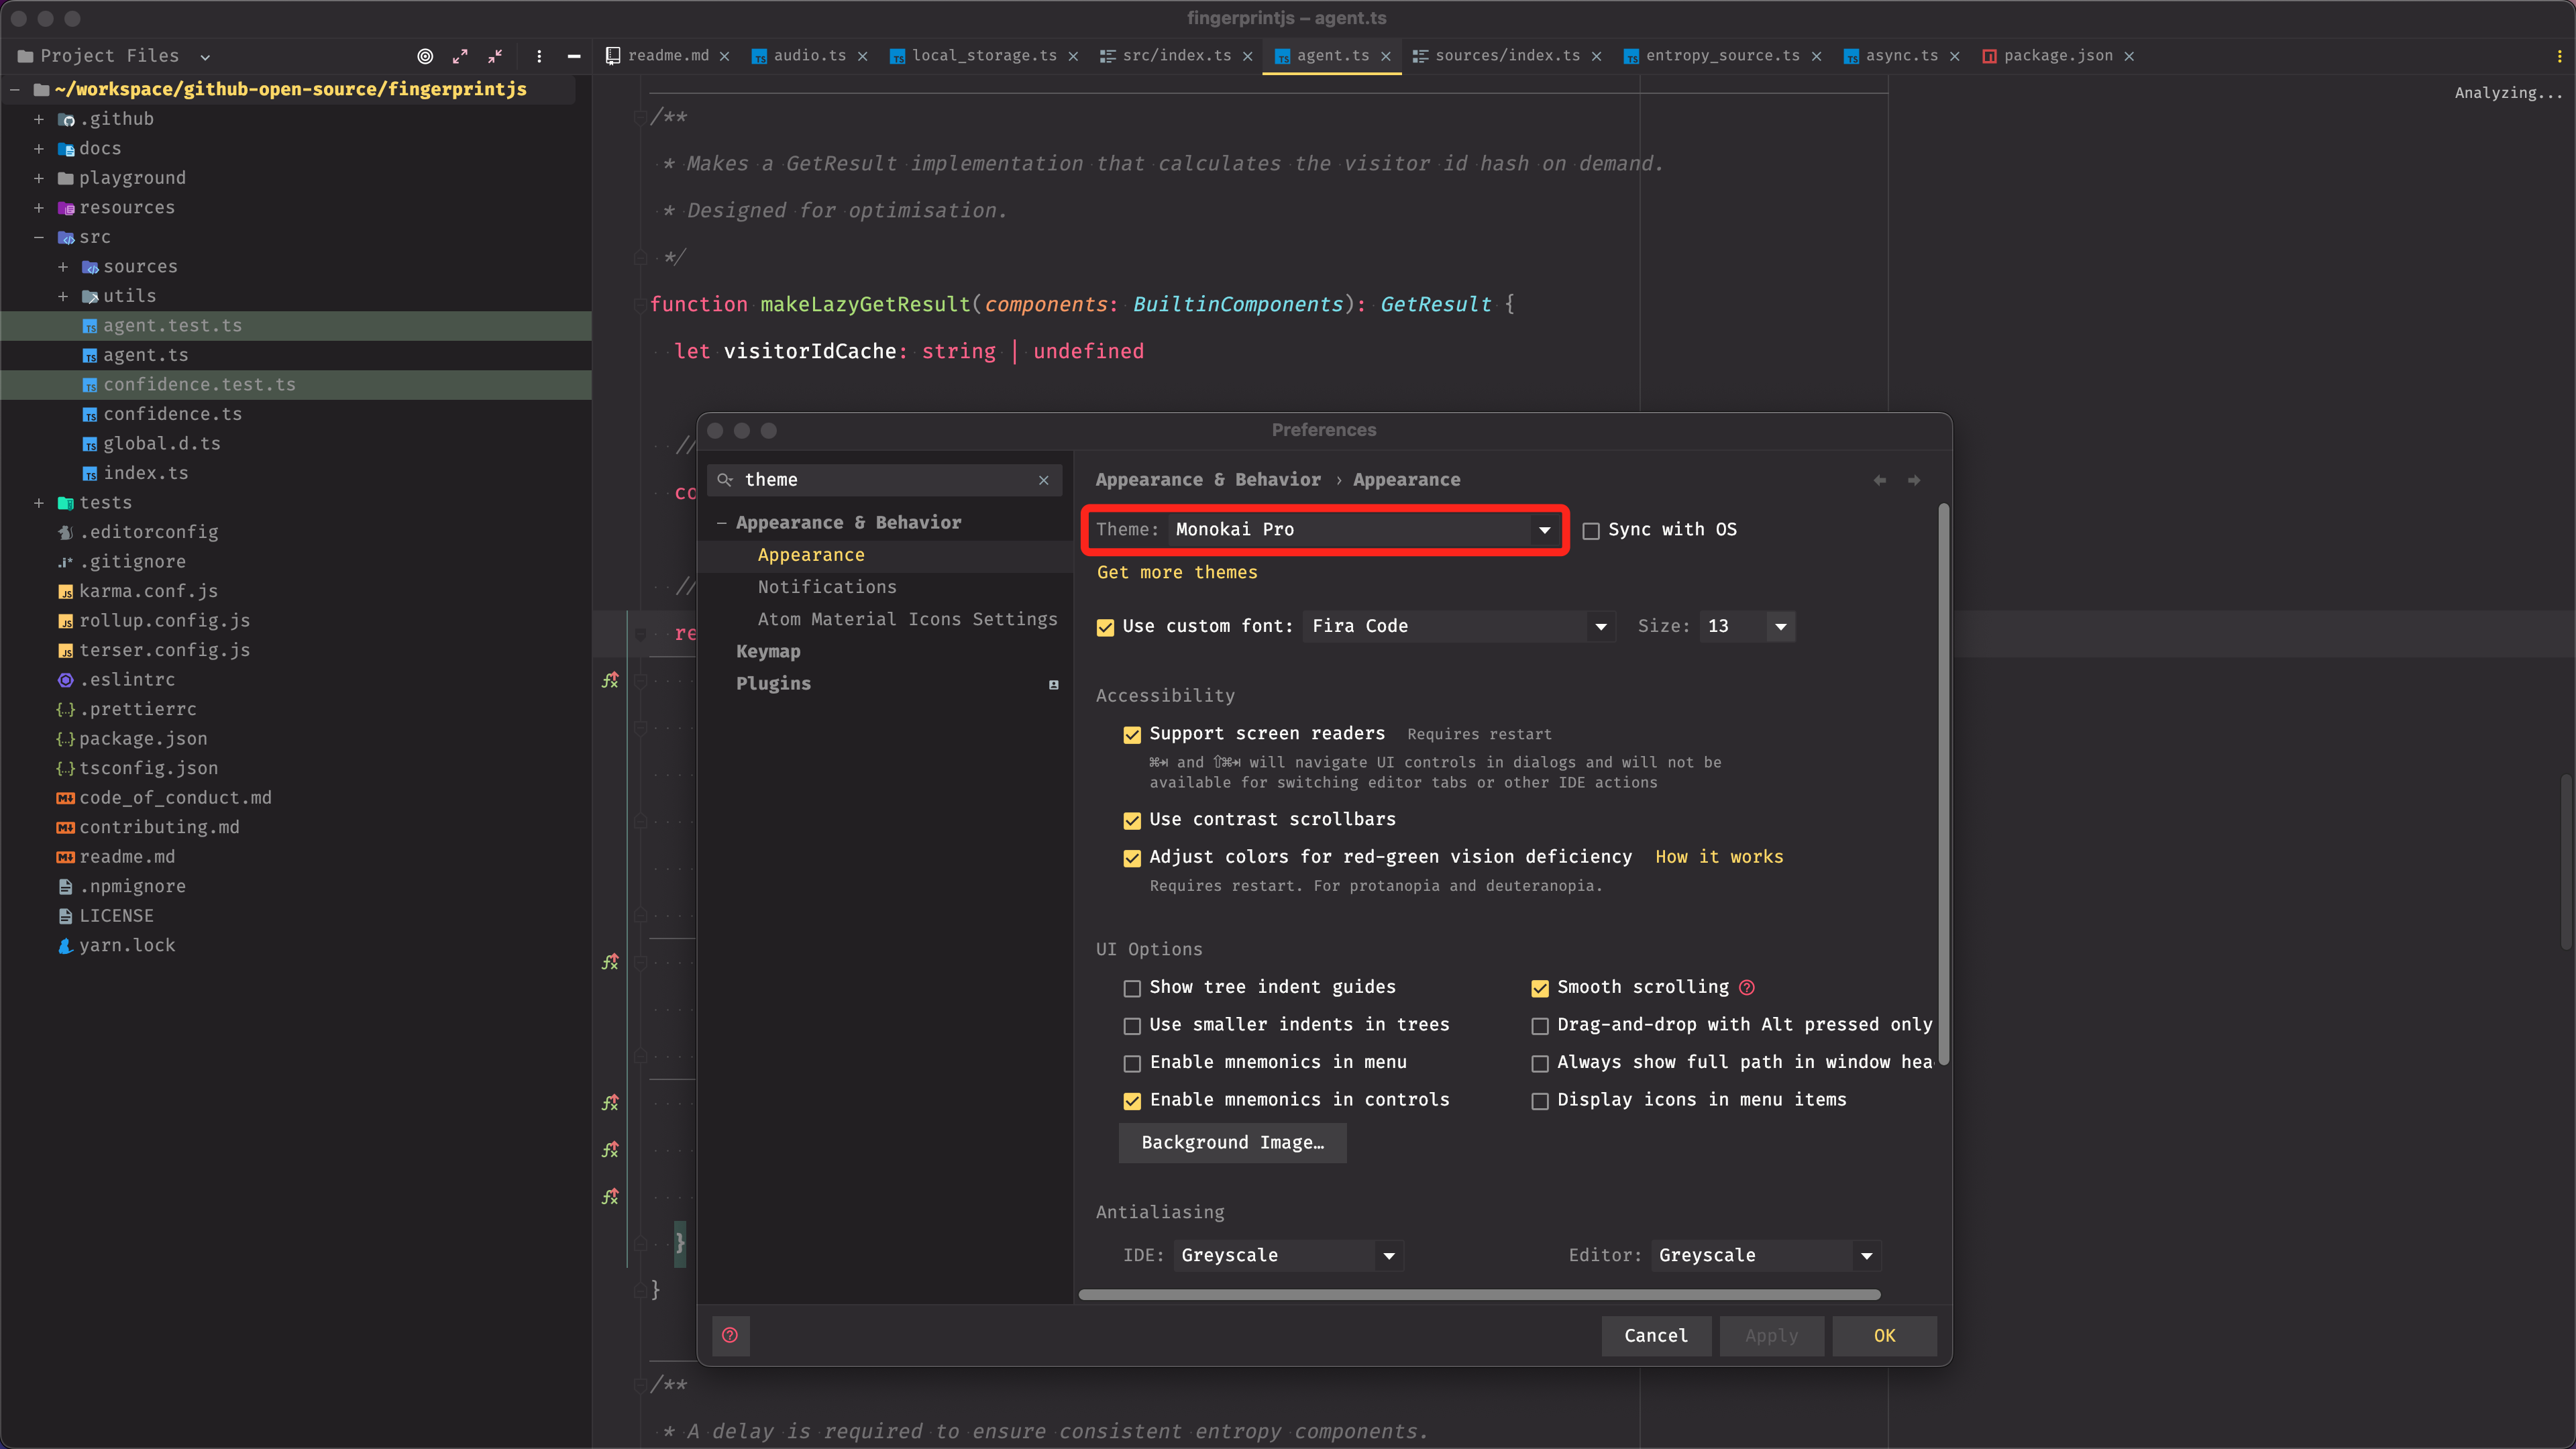 fingerprintjs – agent.ts
Project Files
readme.md
audio.ts
local_storage.ts
src/index.ts
agent.ts
sources/index.ts
entropy_source.ts
async.ts
package.json
~/workspace/github-open-source/fingerprintjs
.github
docs
playground
resources
src
sources
utils
agent.test.ts
agent.ts
confidence.test.ts
confidence.ts
global.d.ts
index.ts
tests
.editorconfig
.gitignore
karma.conf.js
rollup.config.js
terser.config.js
.eslintrc
.prettierrc
package.json
tsconfig.json
code_of_conduct.md
contributing.md
readme.md
.npmignore
LICENSE
yarn.lock
Analyzing...
/**
* Makes a GetResult implementation that calculates the visitor id hash on demand.
* Designed for optimisation.
*/
function makeLazyGetResult(components: BuiltinComponents): GetResult {
let visitorIdCache: string | undefined
//
co
//
re
}
}
/**
* A delay is required to ensure consistent entropy components.
Preferences
theme
Appearance & Behavior
Appearance
Notifications
Atom Material Icons Settings
Keymap
Plugins
Appearance & Behavior › Appearance
Theme: Monokai Pro
Sync with OS
Get more themes
Use custom font: Fira Code
Size: 13
Accessibility
Support screen readers Requires restart
⌘⇥ and ⇧⌘⇥ will navigate UI controls in dialogs and will not be
available for switching editor tabs or other IDE actions
Use contrast scrollbars
Adjust colors for red-green vision deficiency How it works
Requires restart. For protanopia and deuteranopia.
UI Options
Show tree indent guides
Smooth scrolling
Use smaller indents in trees
Drag-and-drop with Alt pressed only
Enable mnemonics in menu
Always show full path in window hea
Enable mnemonics in controls
Display icons in menu items
Background Image…
Antialiasing
IDE: Greyscale
Editor: Greyscale
Cancel
Apply
OK